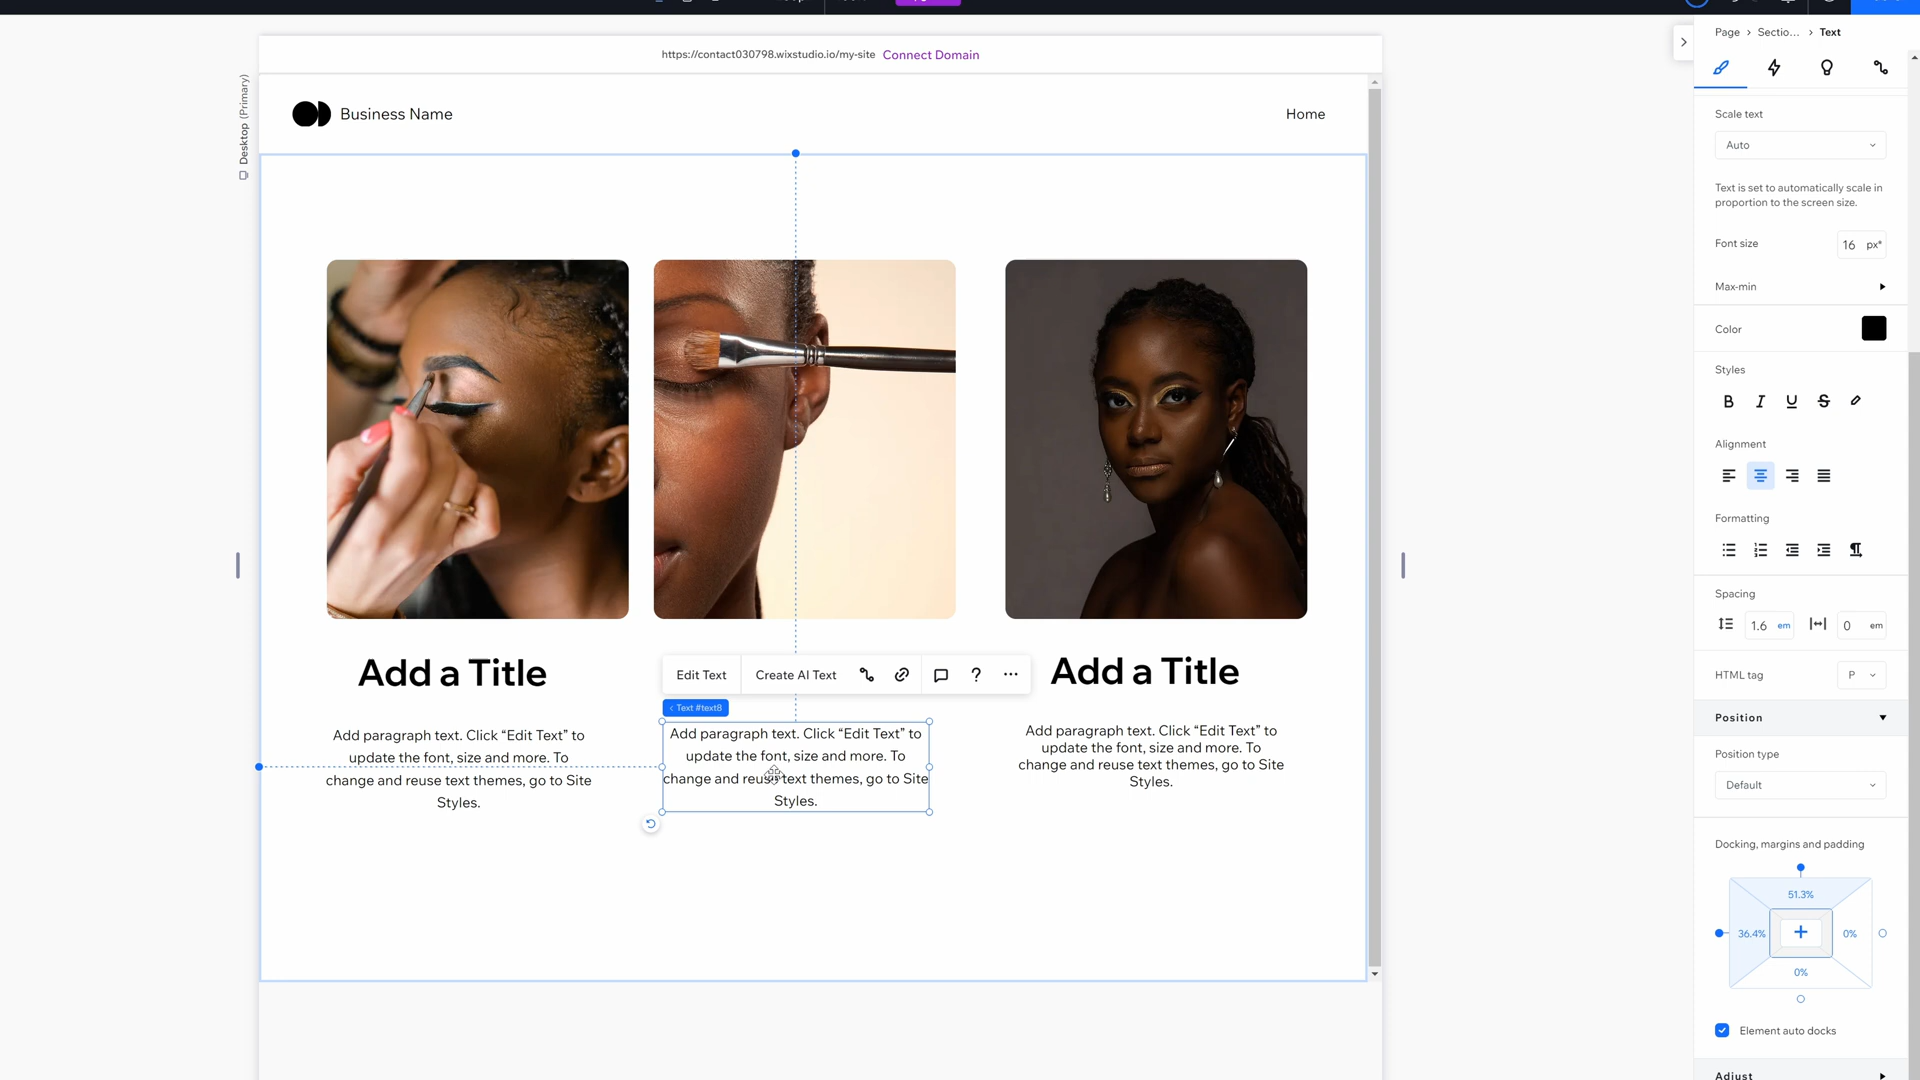 https://contact030798.wixstudio.io/my-site Connect Domain
Desktop (Primary)
Business Name
Home
Add a Title
Add paragraph text. Click “Edit Text” to
update the font, size and more. To
change and reuse text themes, go to Site
Styles.
Edit Text
Create AI Text
?
Text #text8
Add paragraph text. Click “Edit Text” to
update the font, size and more. To
change and reuse text themes, go to Site
Styles.
Add a Title
Add paragraph text. Click “Edit Text” to
update the font, size and more. To
change and reuse text themes, go to Site
Styles.
Page > Sectio... > Text
Scale text
Auto
Text is set to automatically scale in
proportion to the screen size.
Font size
16 px*
Max-min
Color
Styles
B I U S
Alignment
Formatting
Spacing
1.6 em
0 em
HTML tag
P
Position
Position type
Default
Docking, margins and padding
51.3%
36.4%
0%
0%
Element auto docks
Adjust